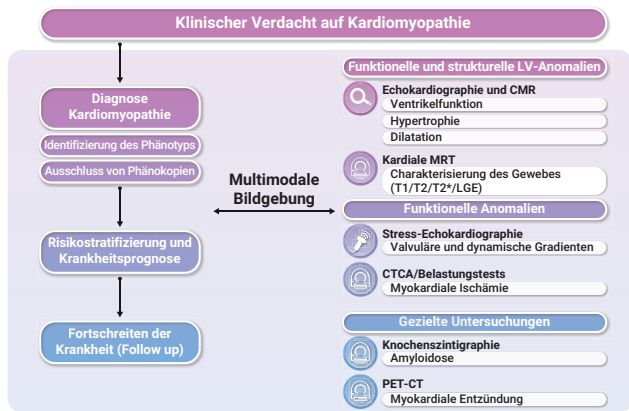 Klinischer Verdacht auf Kardiomyopathie
Diagnose
Kardiomyopathie
Identifizierung des Phänotyps
Ausschluss von Phänokopien
Risikostratifizierung und
Krankheitsprognose
Fortschreiten der
Krankheit (Follow up)
Multimodale
Bildgebung
Funktionelle und strukturelle LV-Anomalien
Echokardiographie und CMR
Ventrikelfunktion
Hypertrophie
Dilatation
Kardiale MRT
Charakterisierung des Gewebes
(T1/T2/T2*/LGE)
Funktionelle Anomalien
Stress-Echokardiographie
Valvuläre und dynamische Gradienten
CTCA/Belastungstests
Myokardiale Ischämie
Gezielte Untersuchungen
Knochenszintigraphie
Amyloidose
PET-CT
Myokardiale Entzündung